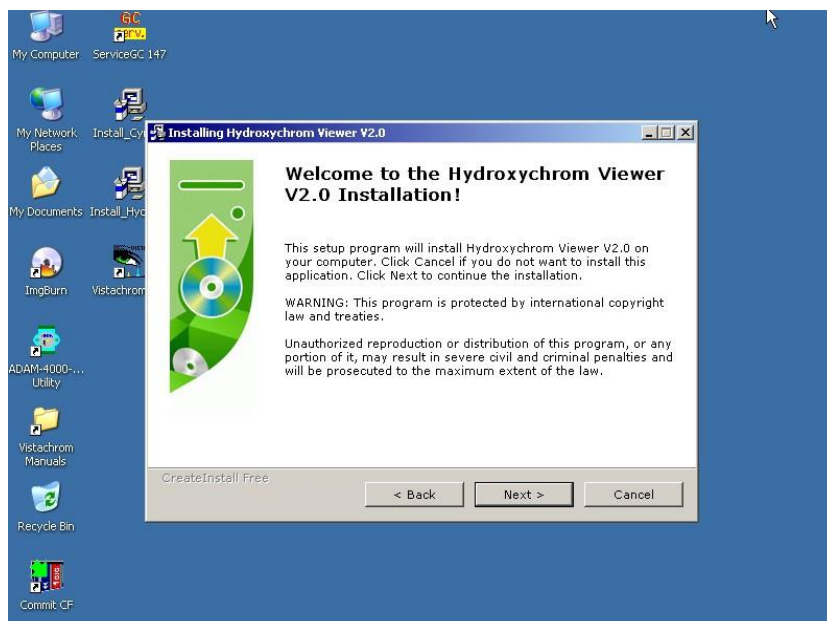 My Computer
ServiceGC 147
My Network
Places
Install_Cy
My Documents
Install_Hyd
ImgBurn
Vistachrom
ADAM-4000-...
Utility
Vistachrom
Manuals
Recycle Bin
Commit CF
Installing Hydroxychrom Viewer V2.0
Welcome to the Hydroxychrom Viewer
V2.0 Installation!
This setup program will install Hydroxychrom Viewer V2.0 on
your computer. Click Cancel if you do not want to install this
application. Click Next to continue the installation.
WARNING: This program is protected by international copyright
law and treaties.
Unauthorized reproduction or distribution of this program, or any
portion of it, may result in severe civil and criminal penalties and
will be prosecuted to the maximum extent of the law.
CreateInstall Free
< Back
Next >
Cancel